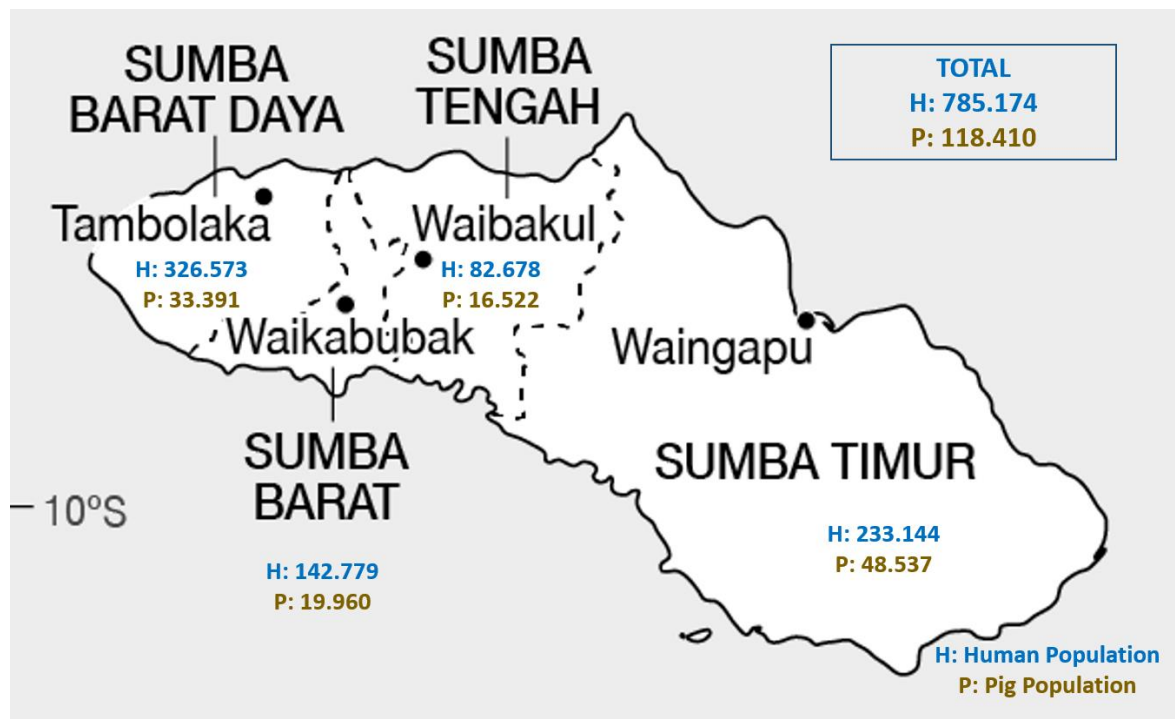 SUMBA
BARAT DAYA
SUMBA
TENGAH
TOTAL
H: 785.174
P: 118.410
Tambolaka
H: 326.573
P: 33.391
Waibakul
H: 82.678
P: 16.522
Waikabubak
Waingapu
SUMBA
BARAT
H: 142.779
P: 19.960
SUMBA TIMUR
H: 233.144
P: 48.537
10ºS
H: Human Population
P: Pig Population